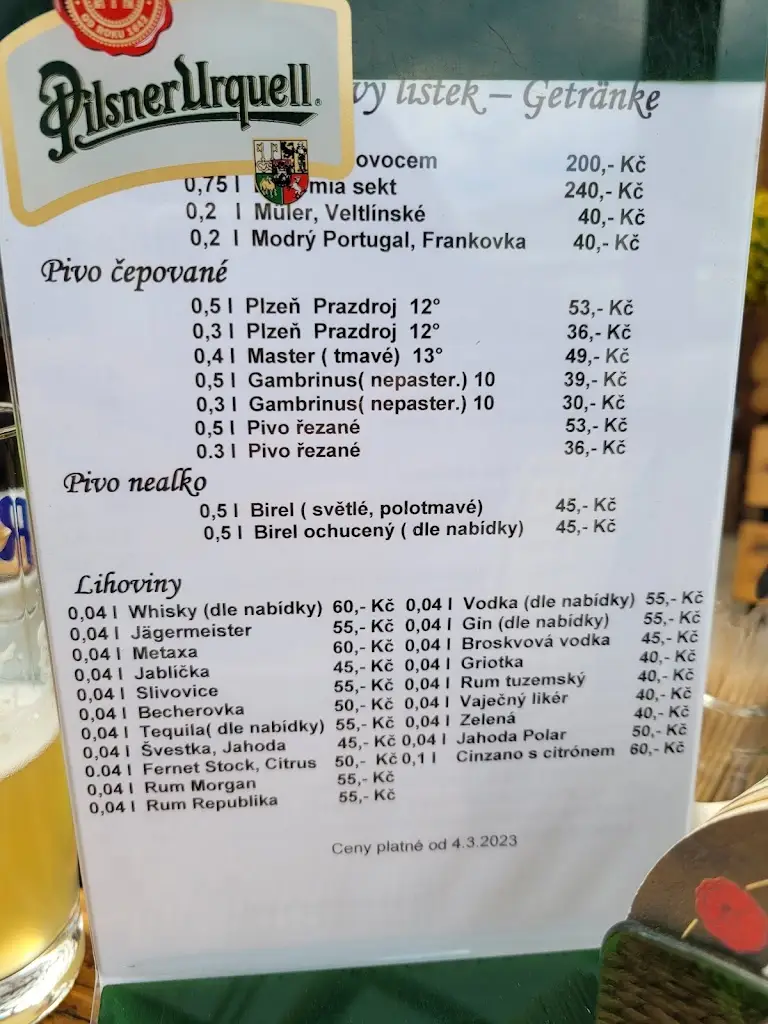 OD ROKU 1842
Pilsner Urquell
vý lístek – Getränke
ovocem 200,- Kč
0,75 l mia sekt 240,- Kč
0,2 l Müler, Veltlínské 40,- Kč
0,2 l Modrý Portugal, Frankovka 40,- Kč
Pivo čepované
0,5 l Plzeň Prazdroj 12° 53,- Kč
0,3 l Plzeň Prazdroj 12° 36,- Kč
0,4 l Master ( tmavé) 13° 49,- Kč
0,5 l Gambrinus( nepaster.) 10 39,- Kč
0,3 l Gambrinus( nepaster.) 10 30,- Kč
0,5 l Pivo řezané 53,- Kč
0.3 l Pivo řezané 36,- Kč
Pivo nealko
0,5 l Birel ( světlé, polotmavé) 45,- Kč
0,5 l Birel ochucený ( dle nabídky) 45,- Kč
Lihoviny
0,04 l Whisky (dle nabídky) 60,- Kč 0,04 l Vodka (dle nabídky) 55,- Kč
0,04 l Jägermeister 55,- Kč 0,04 l Gin (dle nabídky) 55,- Kč
0,04 l Metaxa 60,- Kč 0,04 l Broskvová vodka 45,- Kč
0,04 l Jablíčka 45,- Kč 0,04 l Griotka 40,- Kč
0,04 l Slivovice 55,- Kč 0,04 l Rum tuzemský 40,- Kč
0,04 l Becherovka 50,- Kč 0,04 l Vaječný likér 40,- Kč
0,04 l Tequila( dle nabídky) 55,- Kč 0,04 l Zelená 40,- Kč
0,04 l Švestka, Jahoda 45,- Kč 0,04 l Jahoda Polar 50,- Kč
0.04 l Fernet Stock, Citrus 50,- Kč 0,1 l Cinzano s citrónem 60,- Kč
0,04 l Rum Morgan 55,- Kč
0,04 l Rum Republika 55,- Kč
Ceny platné od 4.3.2023